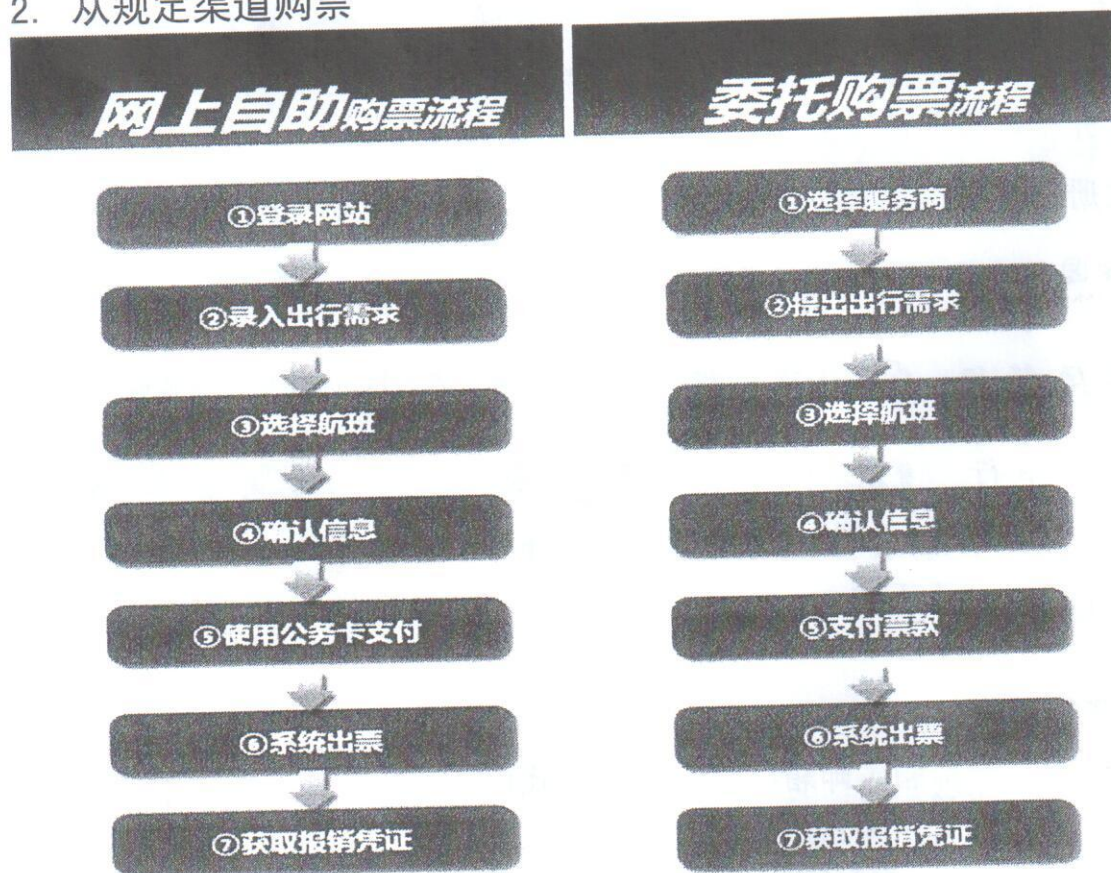 2. 从规定渠道购票
网上自助购票流程
①登录网站
②录入出行需求
③选择航班
④确认信息
⑤使用公务卡支付
⑥系统出票
⑦获取报销凭证
委托购票流程
①选择服务商
②提出出行需求
③选择航班
④确认信息
⑤支付票款
⑥系统出票
⑦获取报销凭证